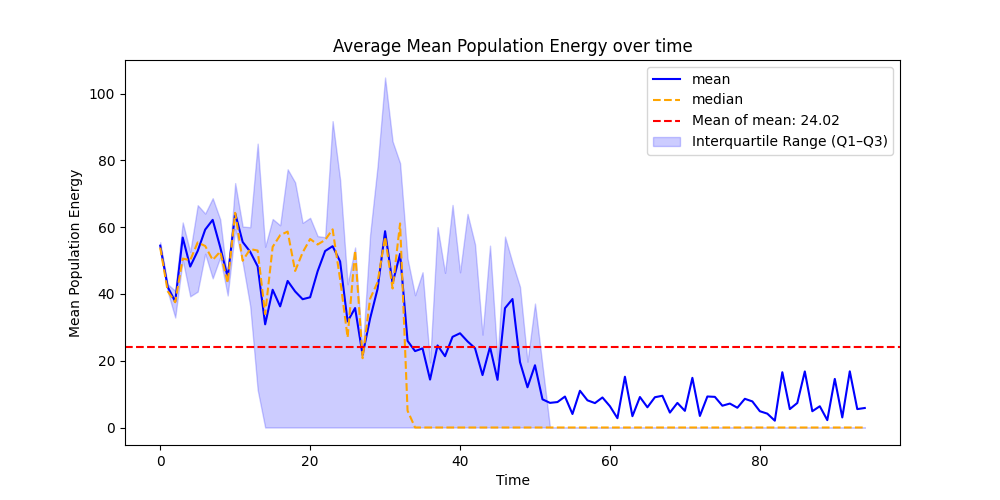 Average Mean Population Energy over time
mean
median
Mean of mean: 24.02
Interquartile Range (Q1–Q3)
Mean Population Energy
100
80
60
40
20
0
0 20 40 60 80
Time